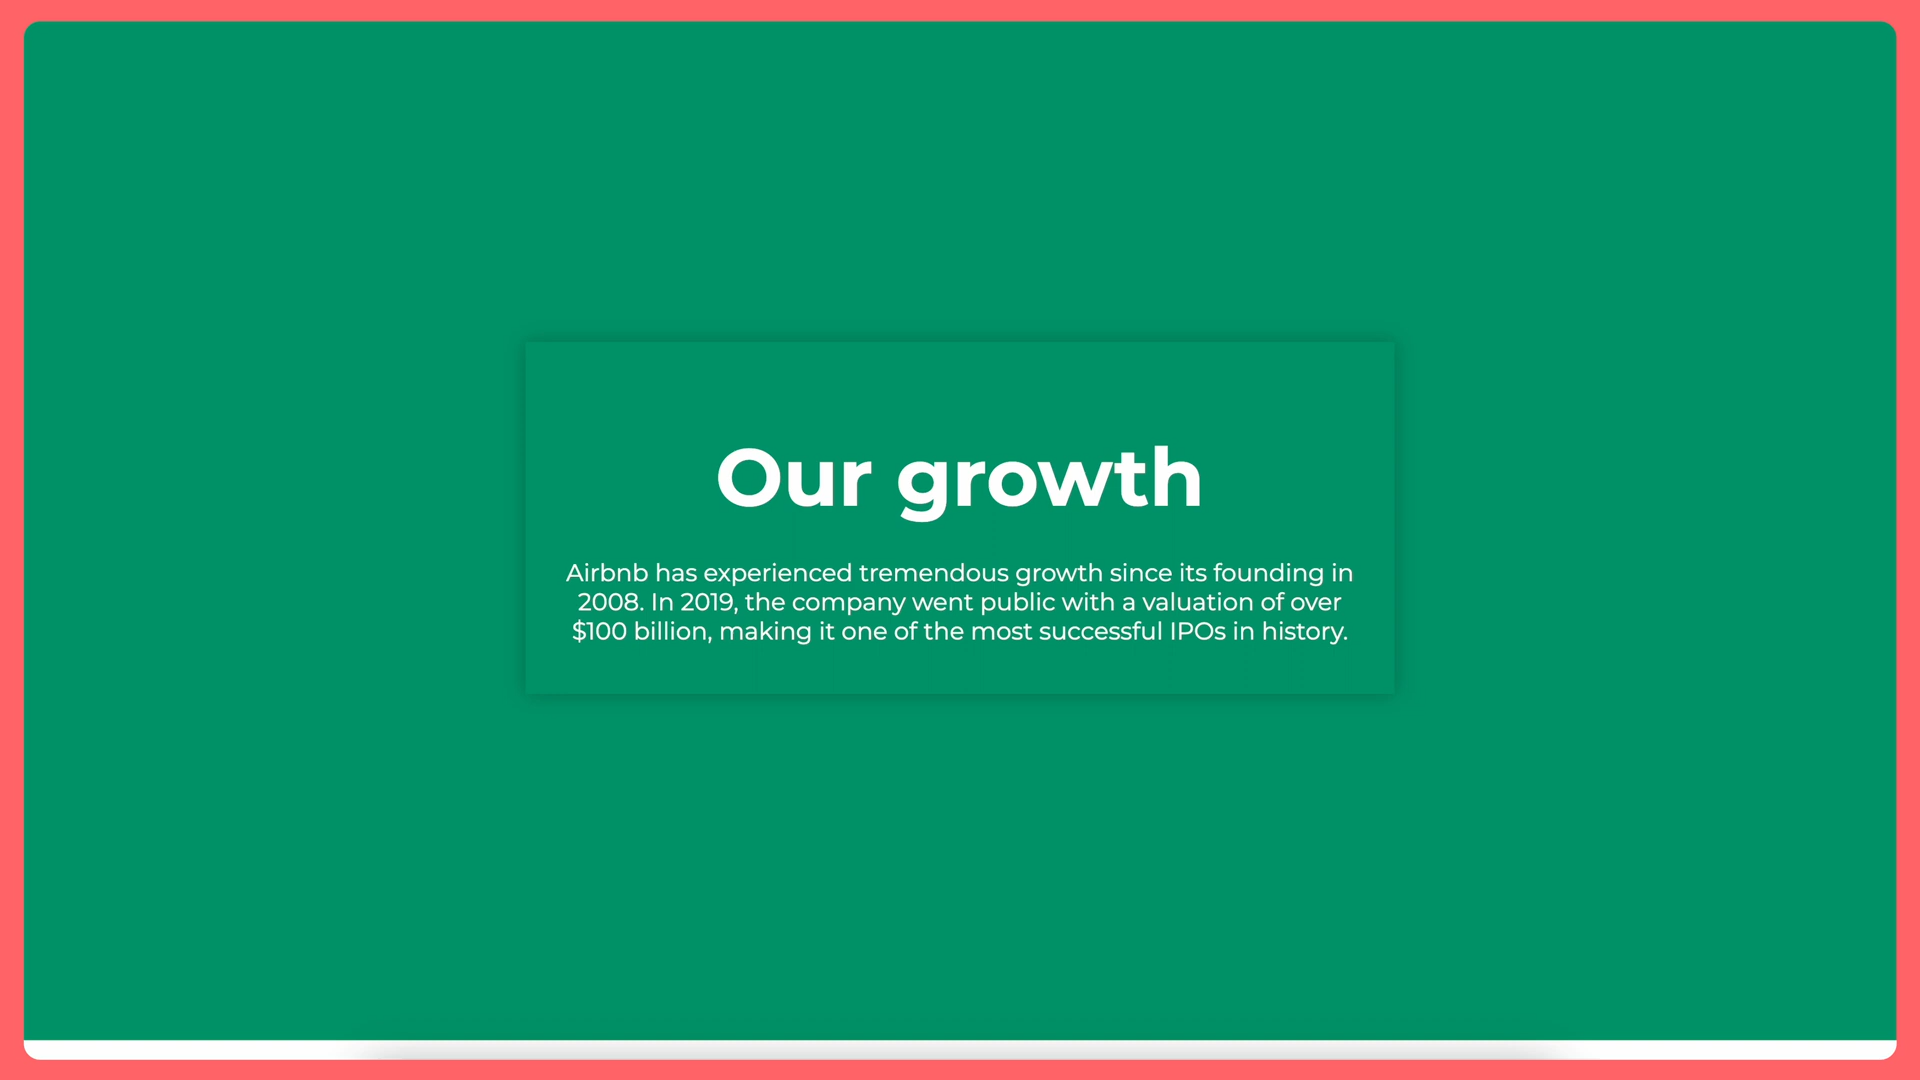 Our growth
Airbnb has experienced tremendous growth since its founding in
2008. In 2019, the company went public with a valuation of over
$100 billion, making it one of the most successful IPOs in history.